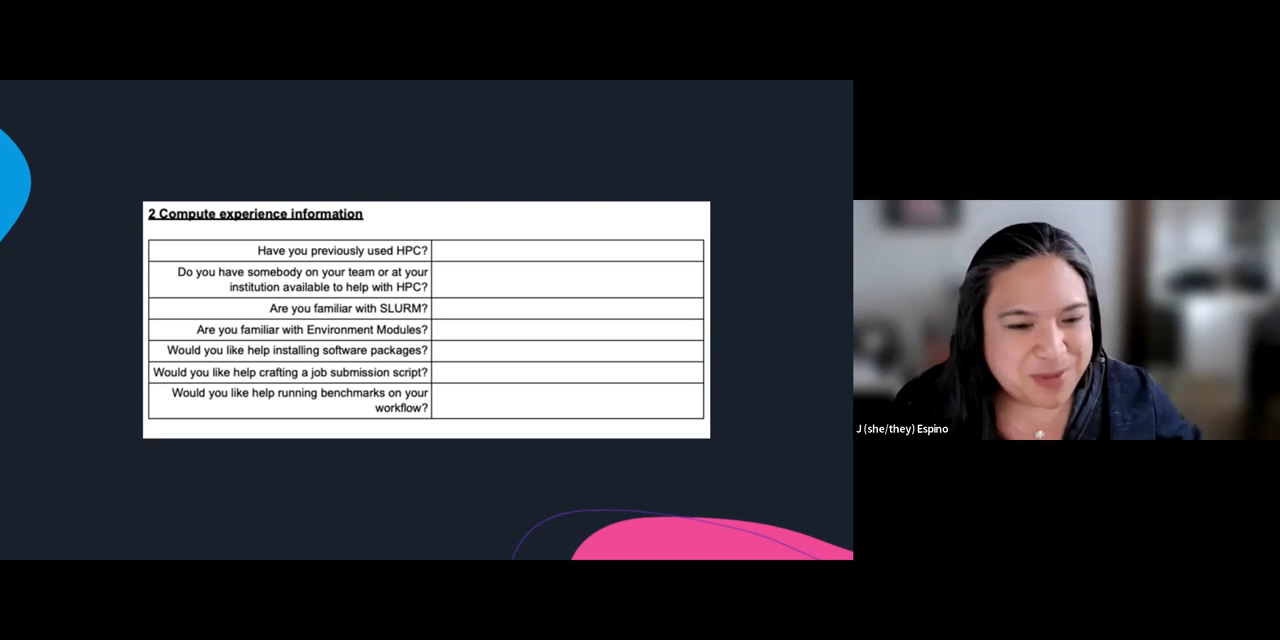 2 Compute experience information
Have you previously used HPC?
Do you have somebody on your team or at your
institution available to help with HPC?
Are you familiar with SLURM?
Are you familiar with Environment Modules?
Would you like help installing software packages?
Would you like help crafting a job submission script?
Would you like help running benchmarks on your
workflow?
J (she/they) Espino